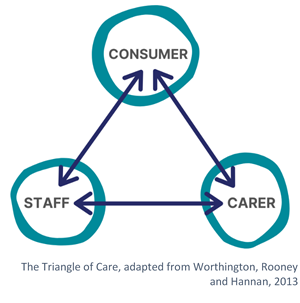 CONSUMER
STAFF
CARER
The Triangle of Care, adapted from Worthington, Rooney
and Hannan, 2013